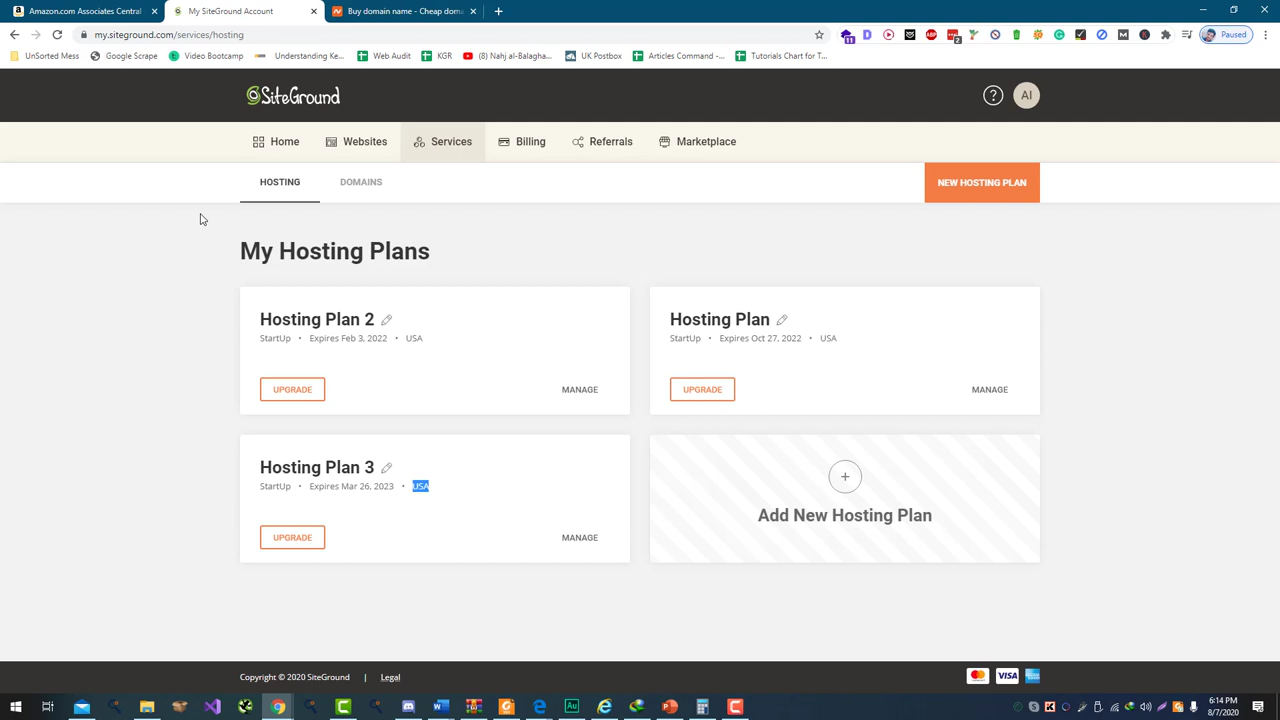 Amazon.com Associates Central
My SiteGround Account
Buy domain name - Cheap doma
my.siteground.com/services/hosting
Paused
UnSorted Mess
Google Scrape
Video Bootcamp
Understanding Ke...
Web Audit
KGR
(8) Nahj al-Balagha...
UK Postbox
Articles Command -...
Tutorials Chart for T...
SiteGround
AI
Home
Websites
Services
Billing
Referrals
Marketplace
HOSTING
DOMAINS
NEW HOSTING PLAN
My Hosting Plans
Hosting Plan 2
StartUp • Expires Feb 3, 2022 • USA
UPGRADE
MANAGE
Hosting Plan
StartUp • Expires Oct 27, 2022 • USA
UPGRADE
MANAGE
Hosting Plan 3
StartUp • Expires Mar 26, 2023 • USA
UPGRADE
MANAGE
Add New Hosting Plan
Copyright © 2020 SiteGround | Legal
VISA
6:14 PM
8/7/2020